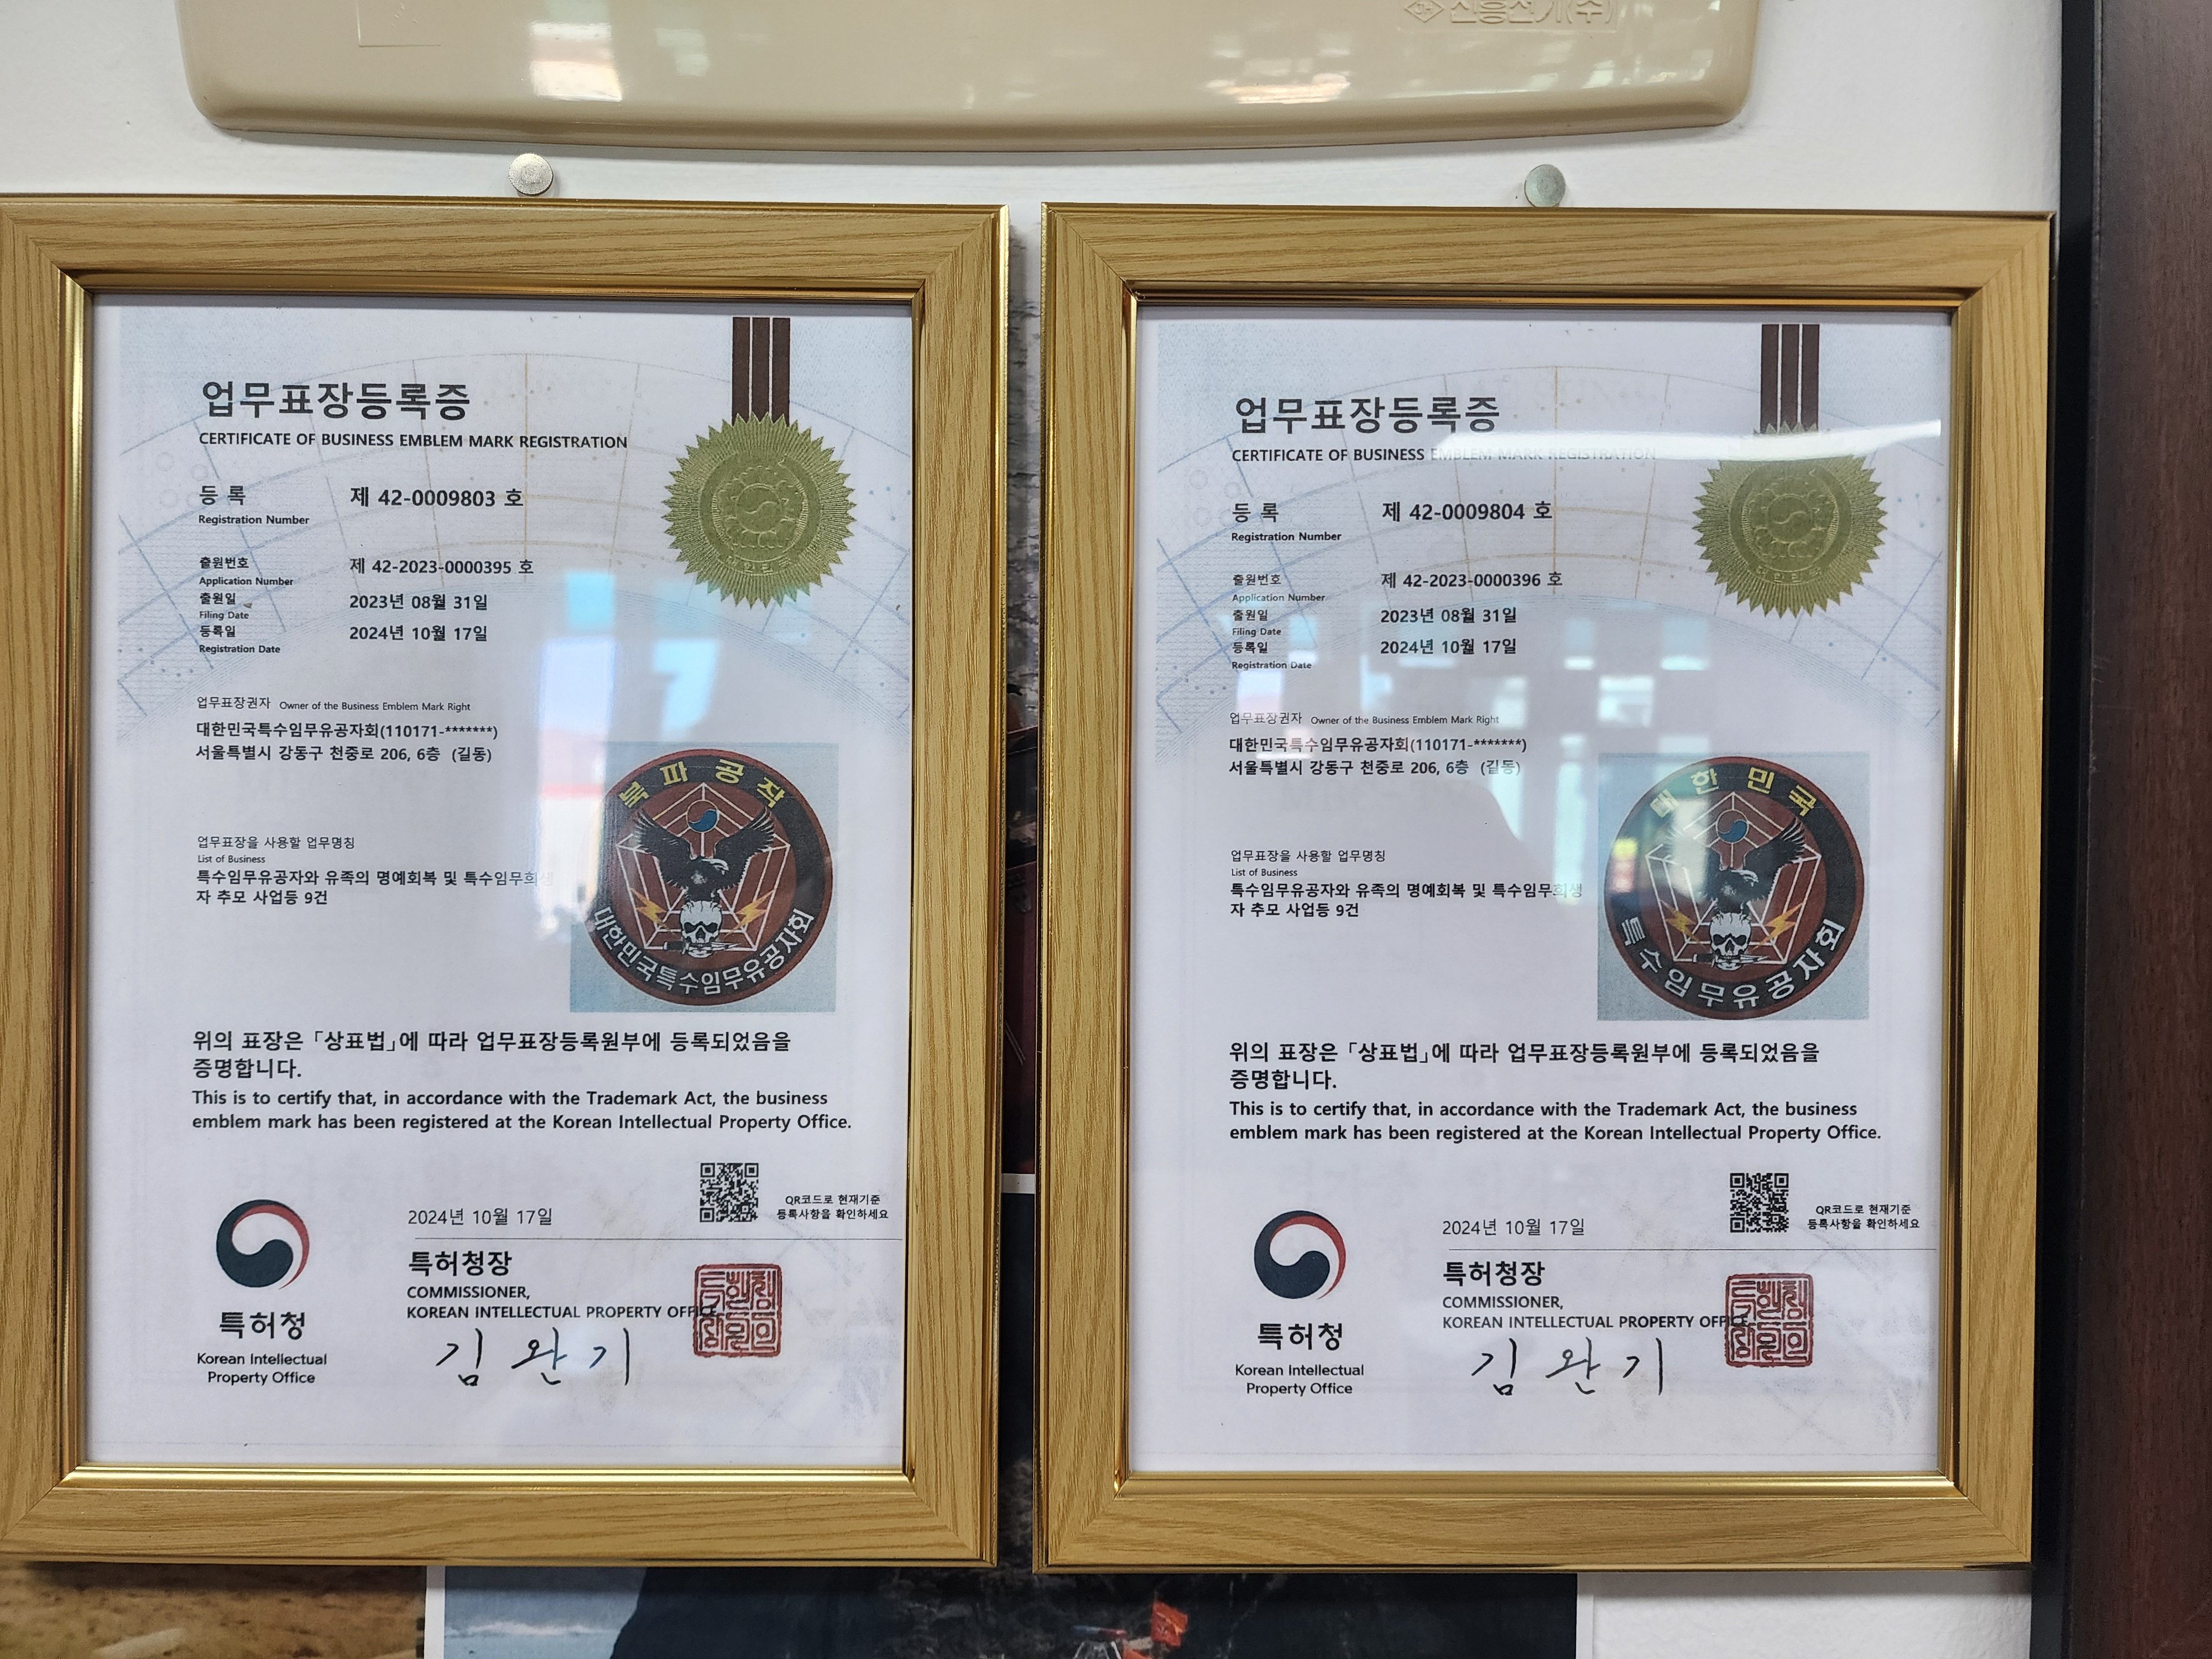 신흥전기(수)
업무표장등록증
CERTIFICATE OF BUSINESS EMBLEM MARK REGISTRATION
등 록 제 42-0009803 호
Registration Number
출원번호 제 42-2023-0000395 호
Application Number
출원일 2023년 08월 31일
Filing Date
등록일 2024년 10월 17일
Registration Date
업무표장권자 Owner of the Business Emblem Mark Right
대한민국특수임무유공자회(110171-*******)
서울특별시 강동구 천중로 206, 6층 (길동)
북파공작
대한민국특수임무유공자회
업무표장을 사용할 업무명칭
List of Business
특수임무유공자와 유족의 명예회복 및 특수임무희생
자 추모 사업등 9건
위의 표장은 「상표법」에 따라 업무표장등록원부에 등록되었음을
증명합니다.
This is to certify that, in accordance with the Trademark Act, the business
emblem mark has been registered at the Korean Intellectual Property Office.
QR코드로 현재기준
등록사항을 확인하세요
2024년 10월 17일
특허청장
COMMISSIONER,
KOREAN INTELLECTUAL PROPERTY OFFICE
김완기
특허청
Korean Intellectual
Property Office
업무표장등록증
CERTIFICATE OF BUSINESS EMBLEM MARK REGISTRATION
등 록 제 42-0009804 호
Registration Number
출원번호 제 42-2023-0000396 호
Application Number
출원일 2023년 08월 31일
Filing Date
등록일 2024년 10월 17일
Registration Date
업무표장권자 Owner of the Business Emblem Mark Right
대한민국특수임무유공자회(110171-*******)
서울특별시 강동구 천중로 206, 6층 (길동)
대한민국
특수임무유공자회
업무표장을 사용할 업무명칭
List of Business
특수임무유공자와 유족의 명예회복 및 특수임무희생
자 추모 사업등 9건
위의 표장은 「상표법」에 따라 업무표장등록원부에 등록되었음을
증명합니다.
This is to certify that, in accordance with the Trademark Act, the business
emblem mark has been registered at the Korean Intellectual Property Office.
QR코드로 현재기준
등록사항을 확인하세요
2024년 10월 17일
특허청장
COMMISSIONER,
KOREAN INTELLECTUAL PROPERTY OFFICE
김완기
특허청
Korean Intellectual
Property Office